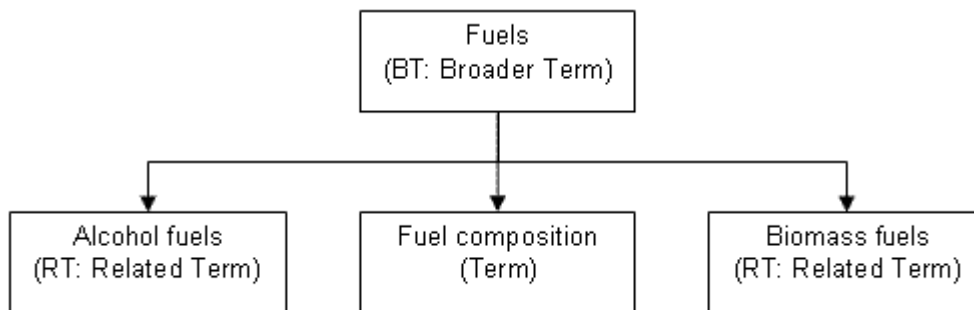 Fuels
(BT: Broader Term)
Alcohol fuels
(RT: Related Term)
Fuel composition
(Term)
Biomass fuels
(RT: Related Term)